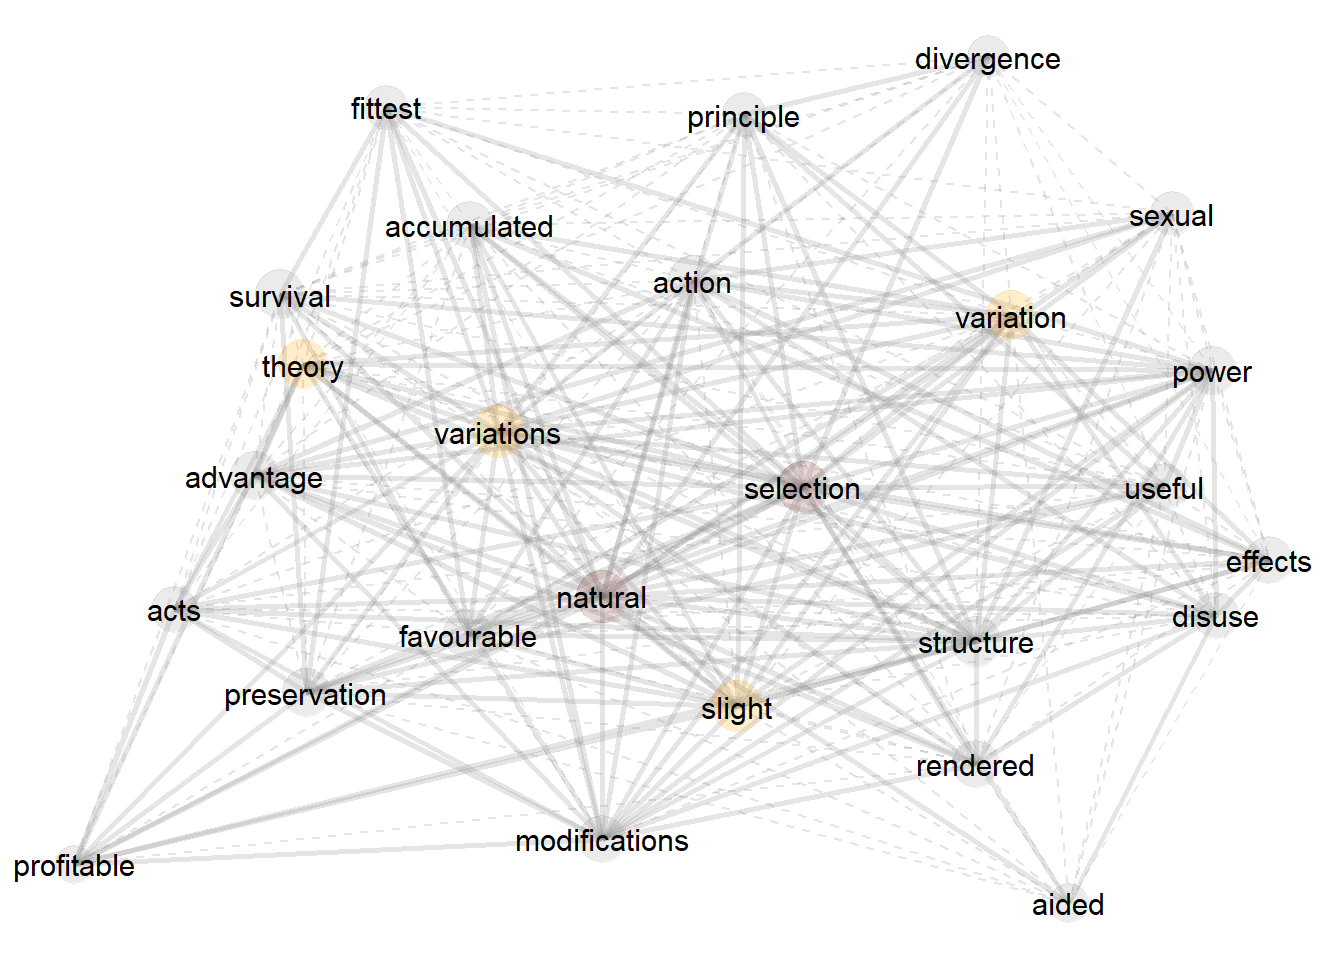 divergence
fittest
principle
accumulated
sexual
action
survival
variation
theory
power
variations
advantage
selection
useful
effects
natural
acts
disuse
favourable
structure
preservation
slight
rendered
modifications
profitable
aided